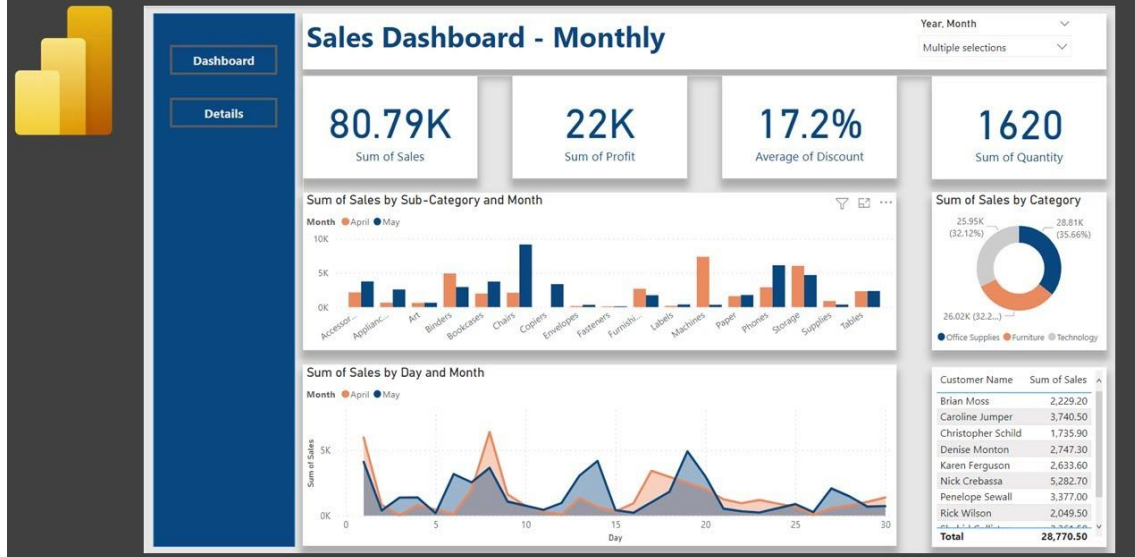 Dashboard
Details
Sales Dashboard - Monthly
Year, Month
Multiple selections
80.79K
Sum of Sales
22K
Sum of Profit
17.2%
Average of Discount
1620
Sum of Quantity
Sum of Sales by Sub-Category and Month
Month April May
10K
5K
0K
Accessor...
Applianc...
Art
Binders
Bookcases
Chairs
Copiers
Envelopes
Fasteners
Furnishi...
Labels
Machines
Paper
Phones
Storage
Supplies
Tables
Sum of Sales by Category
25.95K
(32.12%)
28.81K
(35.66%)
26.02K (32.2...)
Office Supplies Furniture Technology
Sum of Sales by Day and Month
Month April May
Sum of Sales
5K
0K
0 5 10 15 20 25 30
Day
Customer Name Sum of Sales
Brian Moss 2,229.20
Caroline Jumper 3,740.50
Christopher Schild 1,735.90
Denise Monton 2,747.30
Karen Ferguson 2,633.60
Nick Crebassa 5,282.70
Penelope Sewall 3,377.00
Rick Wilson 2,049.50
Total 28,770.50